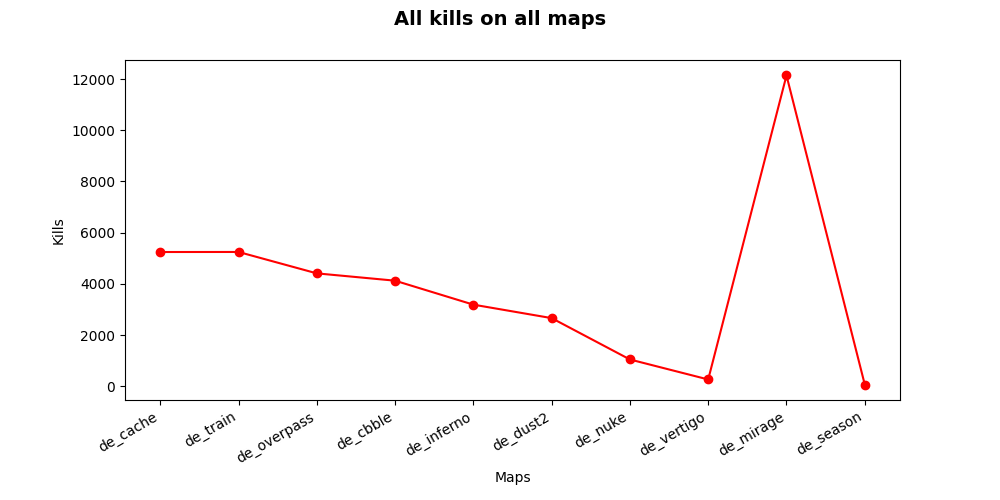 All kills on all maps
Kills
12000
10000
8000
6000
4000
2000
0
de_cache
de_train
de_overpass
de_cbble
de_inferno
de_dust2
de_nuke
de_vertigo
de_mirage
de_season
Maps